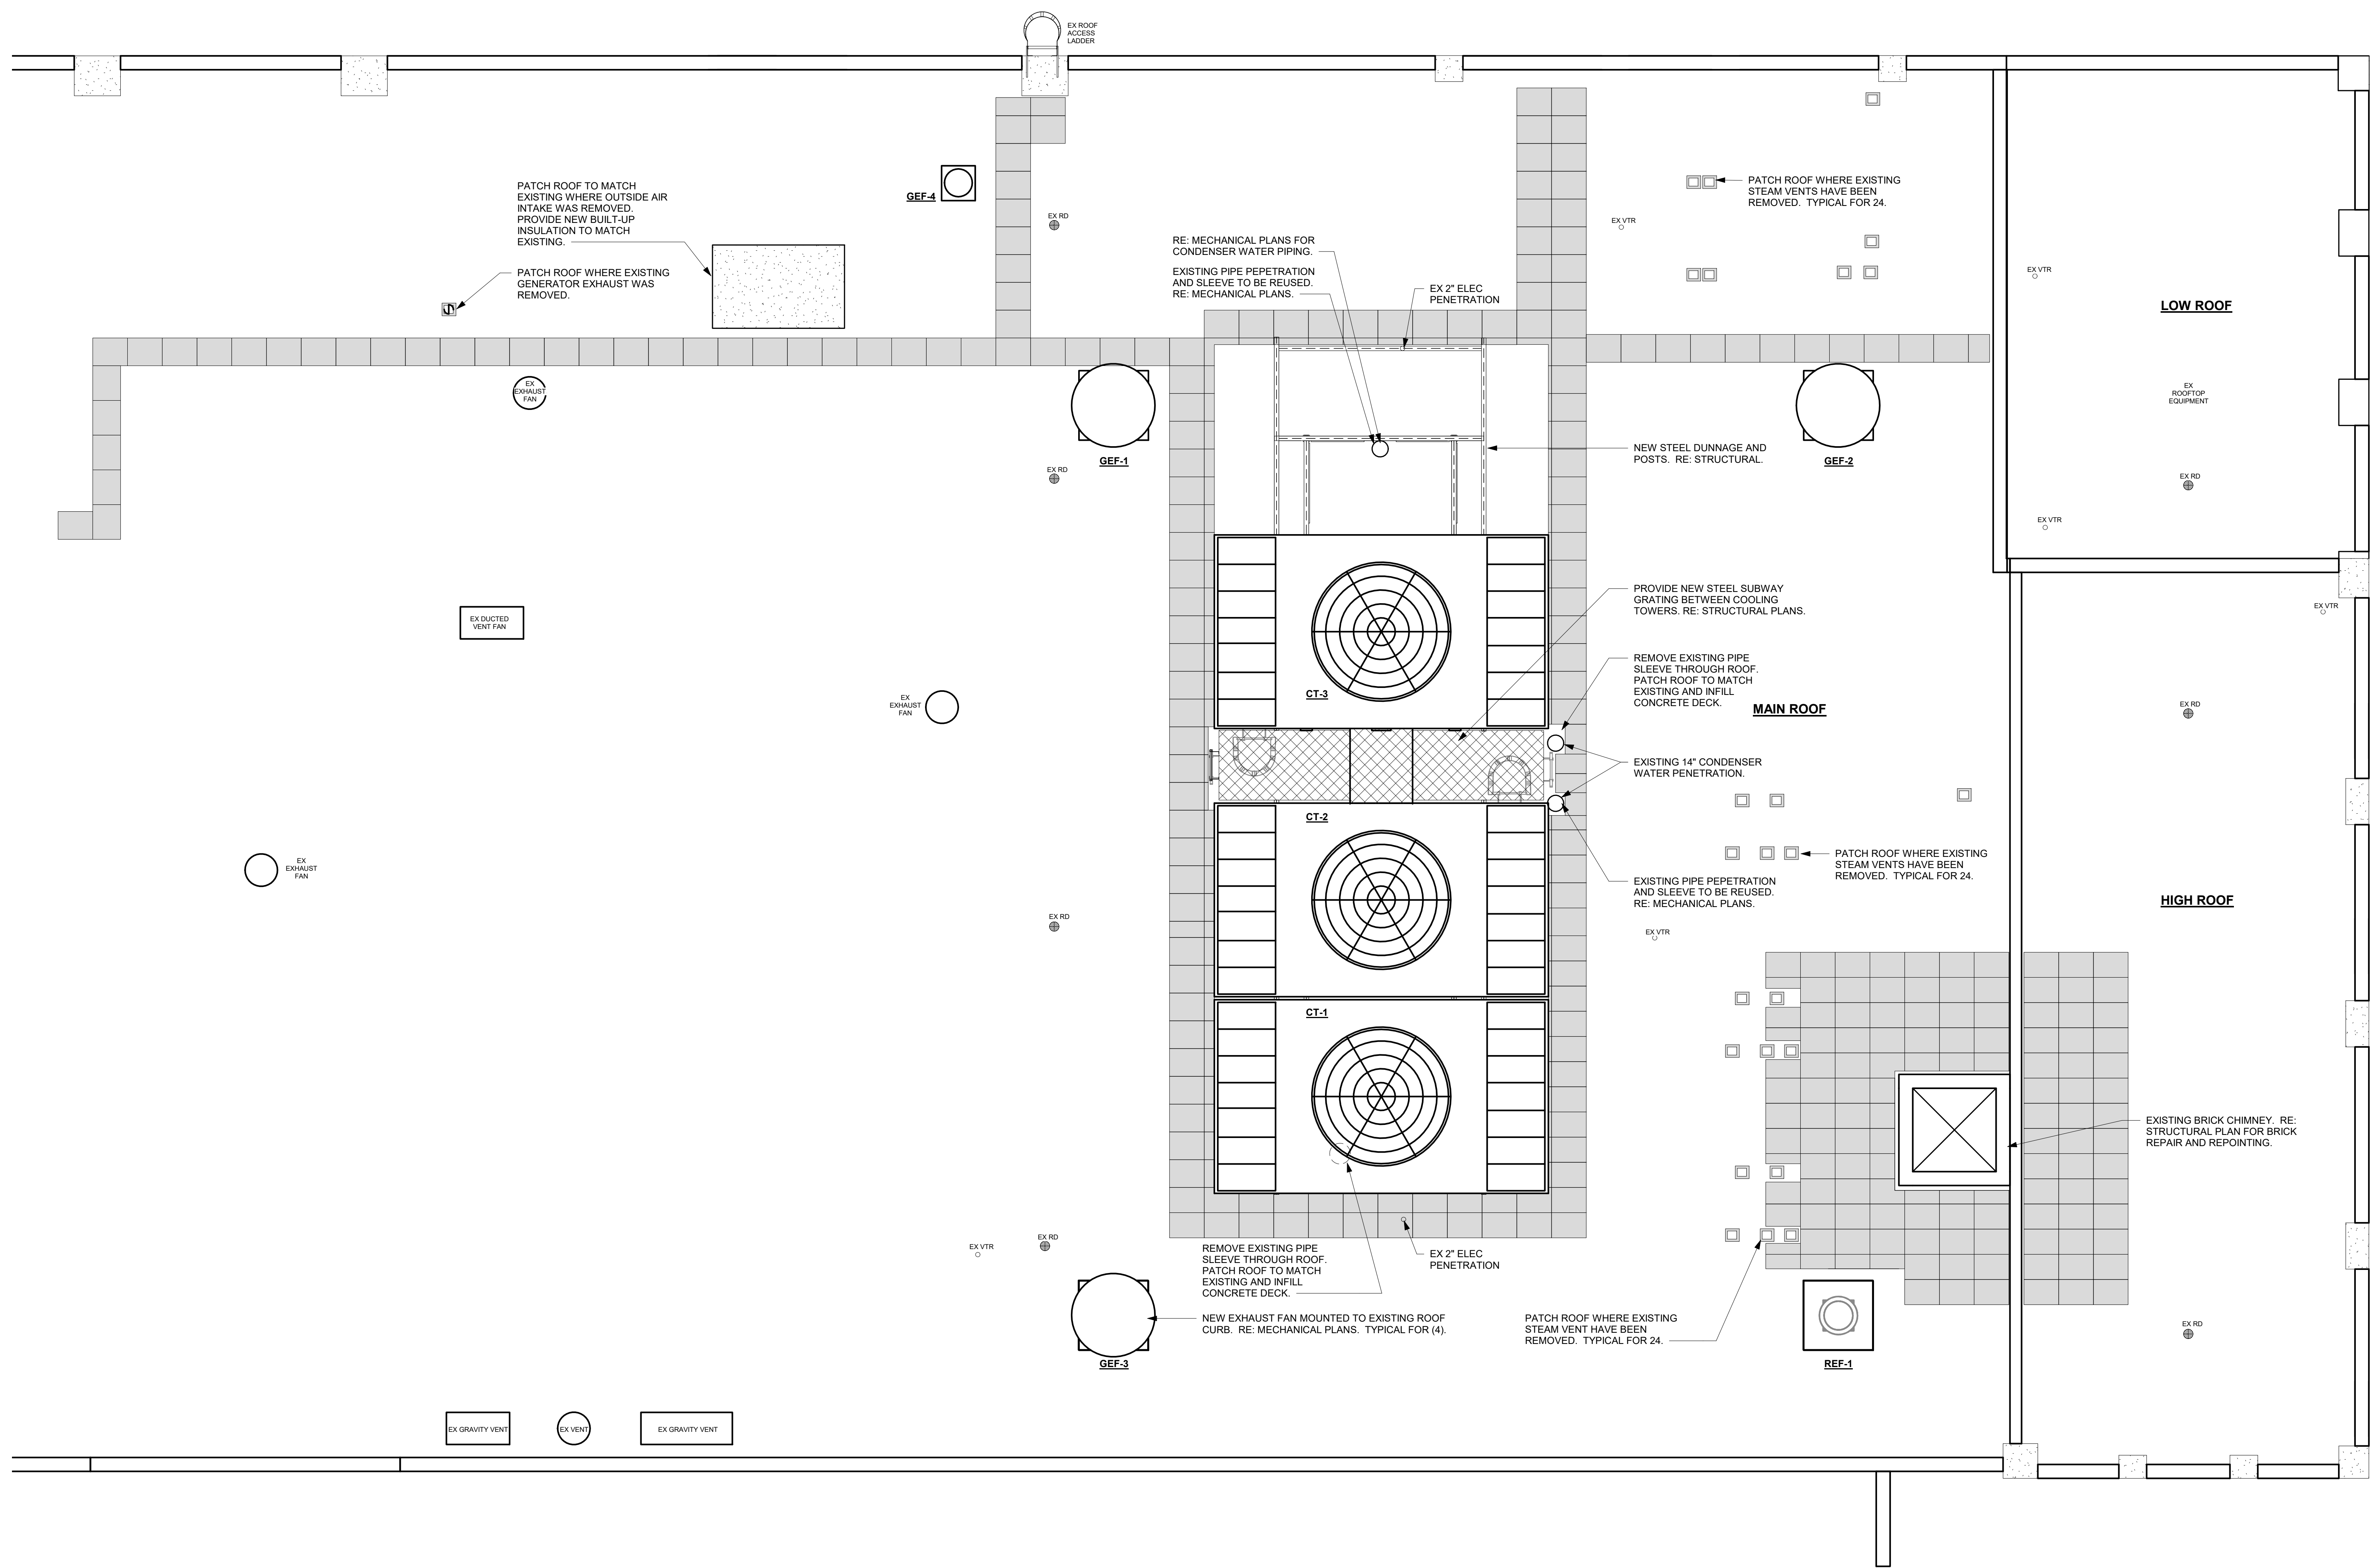 EX ROOF
ACCESS
LADDER
PATCH ROOF TO MATCH
EXISTING WHERE OUTSIDE AIR
INTAKE WAS REMOVED.
PROVIDE NEW BUILT-UP
INSULATION TO MATCH
EXISTING.
PATCH ROOF WHERE EXISTING
GENERATOR EXHAUST WAS
REMOVED.
GEF-4
EX RD
RE: MECHANICAL PLANS FOR
CONDENSER WATER PIPING.
EXISTING PIPE PEPETRATION
AND SLEEVE TO BE REUSED.
RE: MECHANICAL PLANS.
EX 2" ELEC
PENETRATION
EX VTR
PATCH ROOF WHERE EXISTING
STEAM VENTS HAVE BEEN
REMOVED. TYPICAL FOR 24.
EX VTR
LOW ROOF
EX
ROOFTOP
EQUIPMENT
EX RD
EX VTR
EX
EXHAUST
FAN
GEF-1
EX RD
NEW STEEL DUNNAGE AND
POSTS. RE: STRUCTURAL.
GEF-2
EX DUCTED
VENT FAN
EX
EXHAUST
FAN
EX
EXHAUST
FAN
CT-3
PROVIDE NEW STEEL SUBWAY
GRATING BETWEEN COOLING
TOWERS. RE: STRUCTURAL PLANS.
REMOVE EXISTING PIPE
SLEEVE THROUGH ROOF.
PATCH ROOF TO MATCH
EXISTING AND INFILL
CONCRETE DECK.
MAIN ROOF
EX VTR
EX RD
EXISTING 14" CONDENSER
WATER PENETRATION.
CT-2
PATCH ROOF WHERE EXISTING
STEAM VENTS HAVE BEEN
REMOVED. TYPICAL FOR 24.
EXISTING PIPE PEPETRATION
AND SLEEVE TO BE REUSED.
RE: MECHANICAL PLANS.
HIGH ROOF
EX RD
EX VTR
CT-1
EXISTING BRICK CHIMNEY. RE:
STRUCTURAL PLAN FOR BRICK
REPAIR AND REPOINTING.
EX VTR
EX RD
REMOVE EXISTING PIPE
SLEEVE THROUGH ROOF.
PATCH ROOF TO MATCH
EXISTING AND INFILL
CONCRETE DECK.
EX 2" ELEC
PENETRATION
NEW EXHAUST FAN MOUNTED TO EXISTING ROOF
CURB. RE: MECHANICAL PLANS. TYPICAL FOR (4).
GEF-3
PATCH ROOF WHERE EXISTING
STEAM VENT HAVE BEEN
REMOVED. TYPICAL FOR 24.
REF-1
EX RD
EX GRAVITY VENT
EX VENT
EX GRAVITY VENT